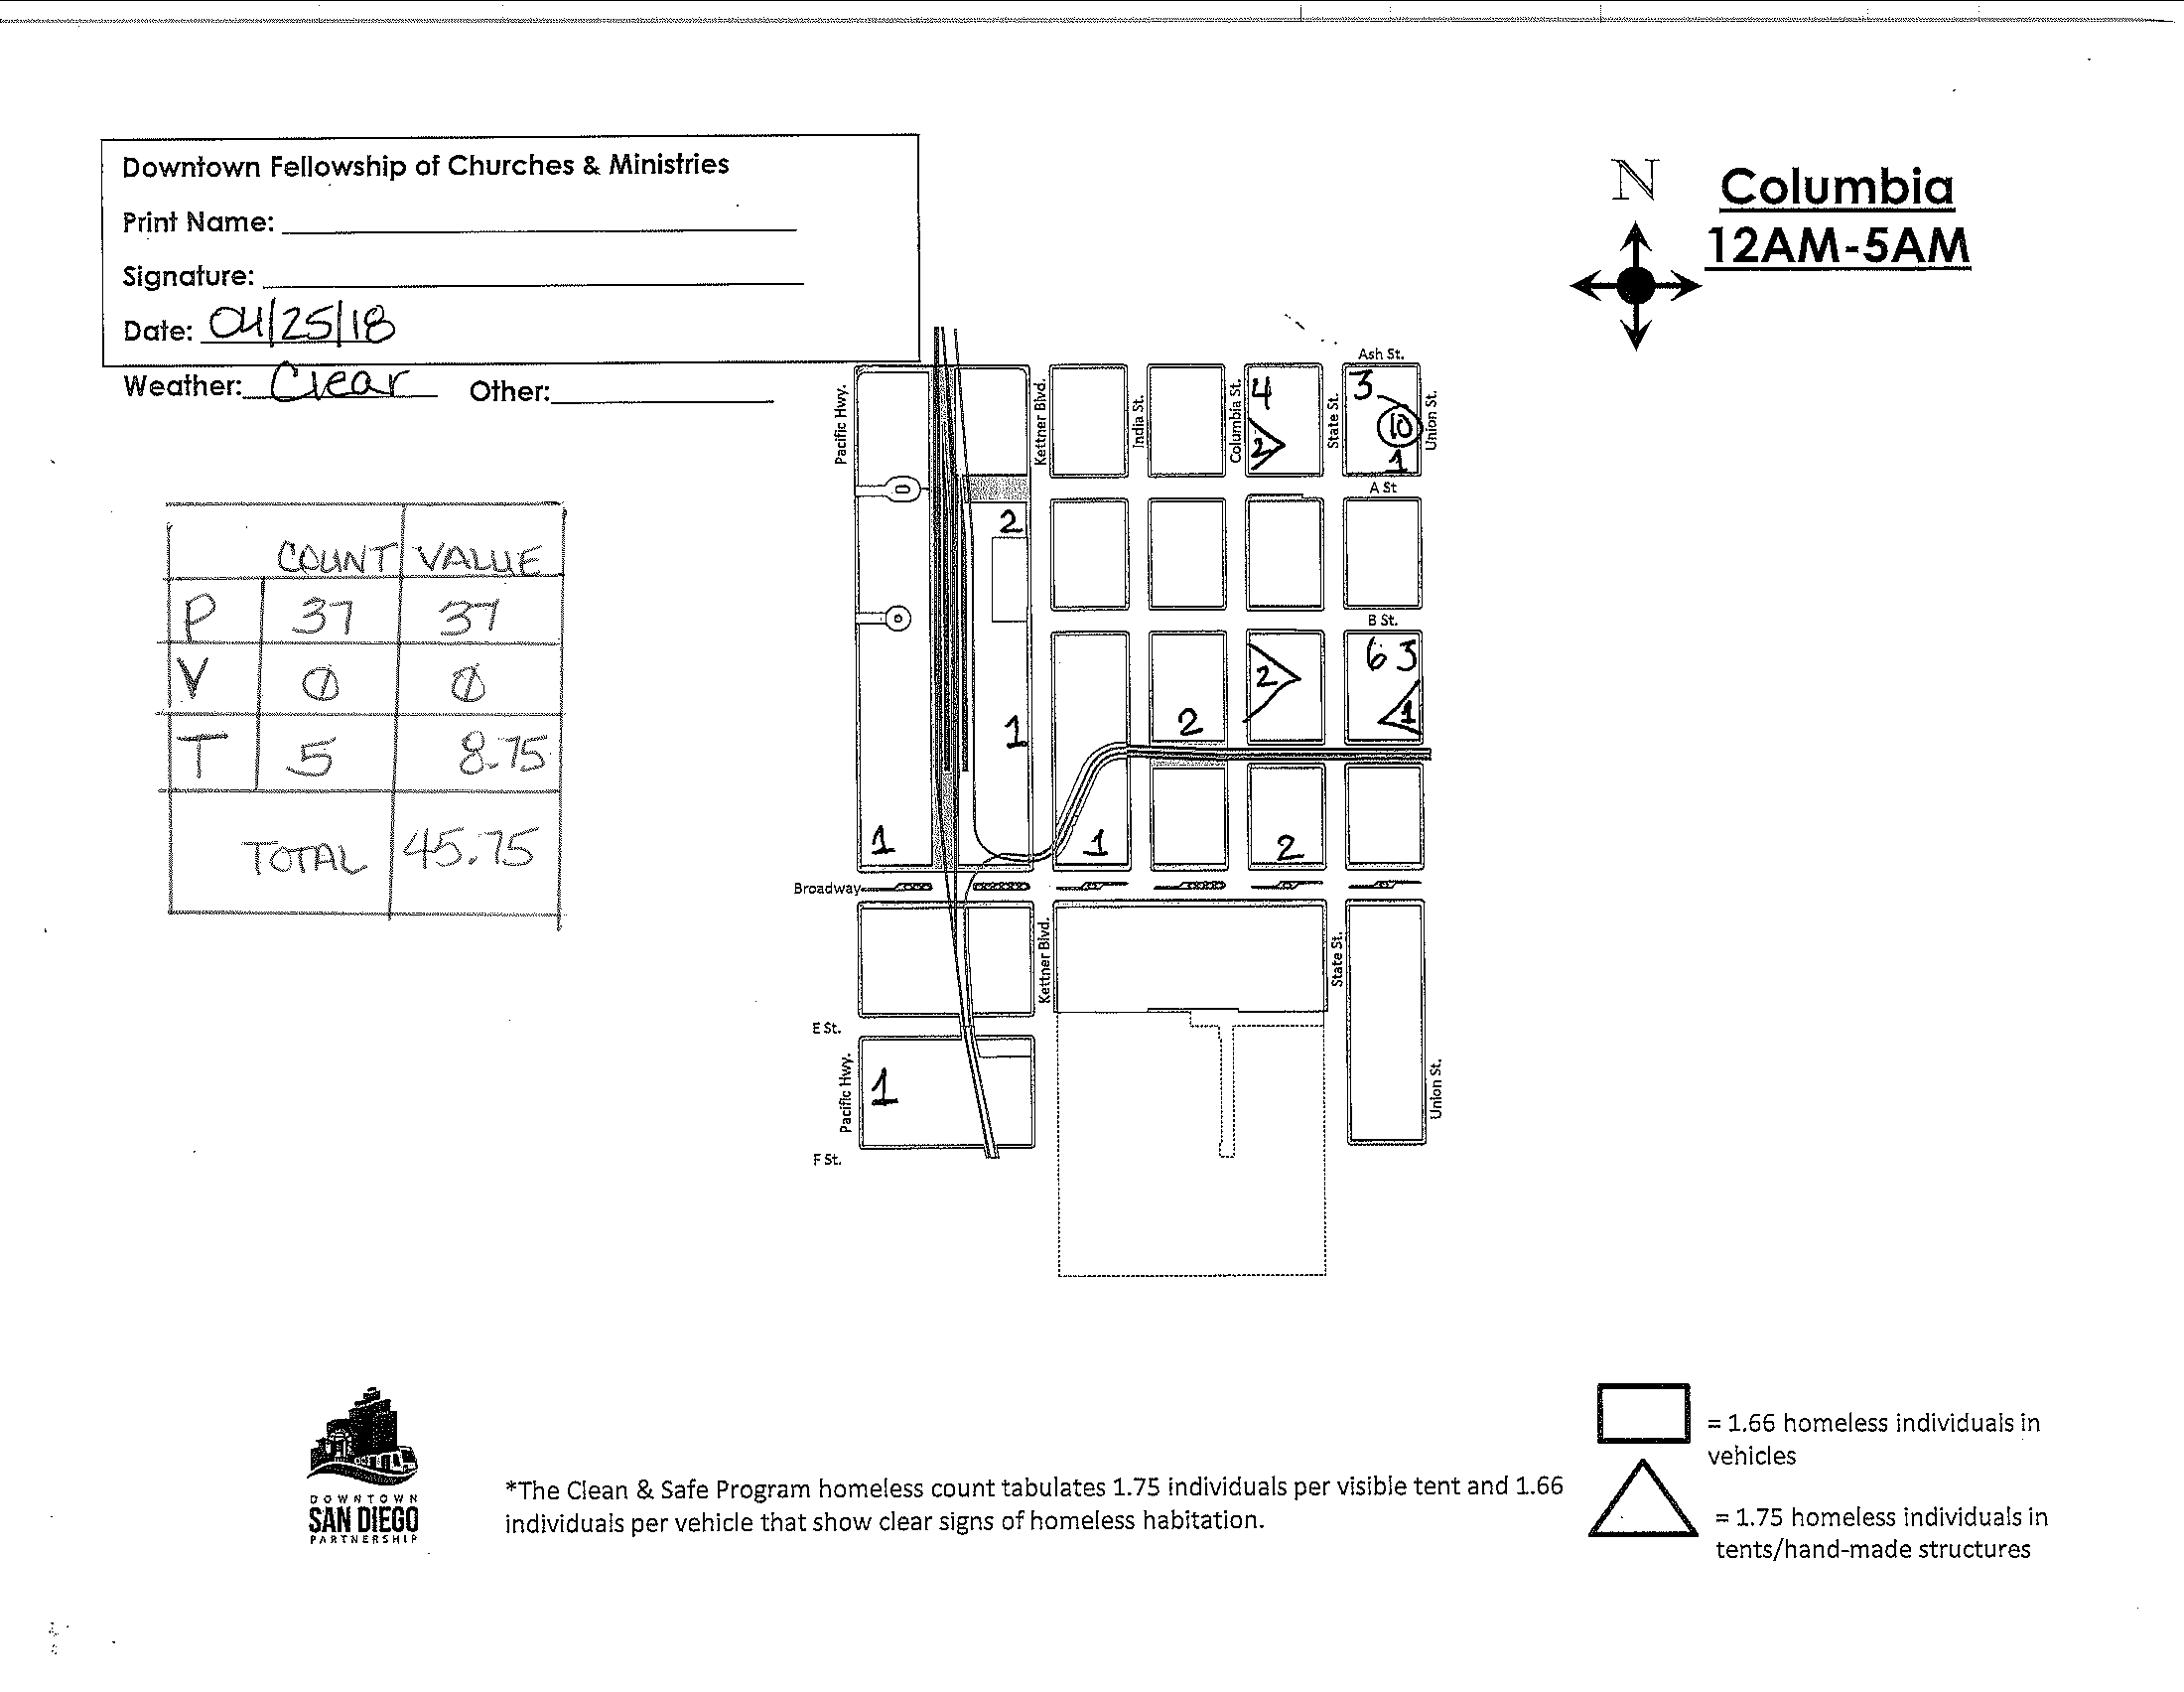 Downtown Fellowship of Churches & Ministries
Print Name:
Signature:
Date: 04/25/18
Weather: Clear Other:
N
Columbia
12AM-5AM
COUNT VALUE
P 37 37
V Ø Ø
T 5 8.75
TOTAL 45.75
Ash St.
Pacific Hwy.
Kettner Blvd.
India St.
Columbia St.
State St.
Union St.
4
2
3
10
1
A St
2
B St.
6 3
2
1
1
2
1
1
2
Broadway
Kettner Blvd.
State St.
E St.
Pacific Hwy.
1
Union St.
F St.
DOWNTOWN
SAN DIEGO
PARTNERSHIP
*The Clean & Safe Program homeless count tabulates 1.75 individuals per visible tent and 1.66
individuals per vehicle that show clear signs of homeless habitation.
= 1.66 homeless individuals in
vehicles
= 1.75 homeless individuals in
tents/hand-made structures